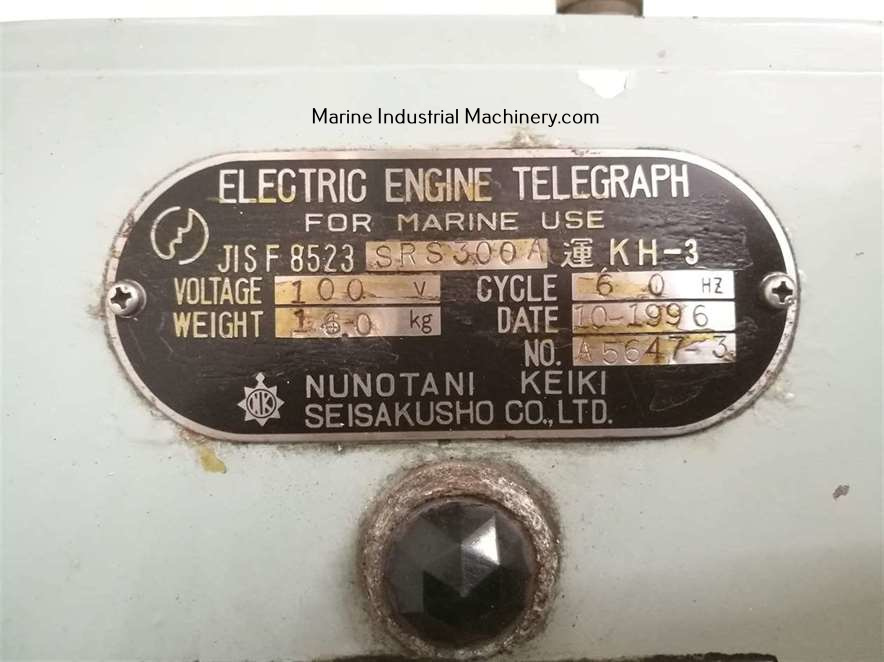 Marine Industrial Machinery.com
ELECTRIC ENGINE TELEGRAPH
FOR MARINE USE
JIS F 8523 SRS300A 運 KH-3
VOLTAGE 100 V CYCLE 60 HZ
WEIGHT kg DATE 10-1996
NO. A5647-3
NK NUNOTANI KEIKI
SEISAKUSHO CO., LTD.